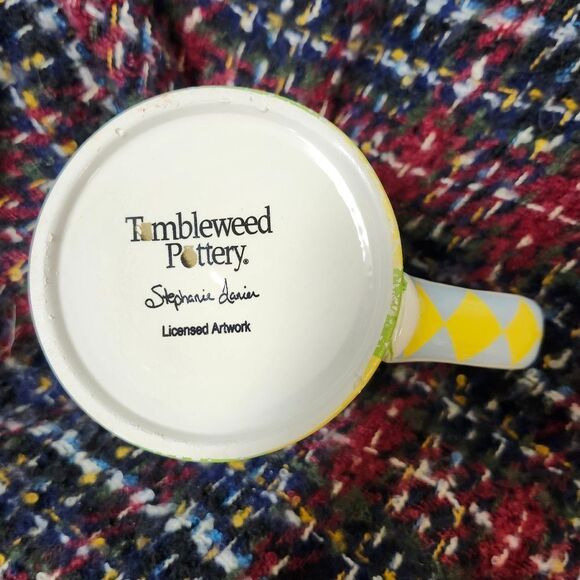 Tumbleweed
Pottery®
Stephanie Lanier
Licensed Artwork